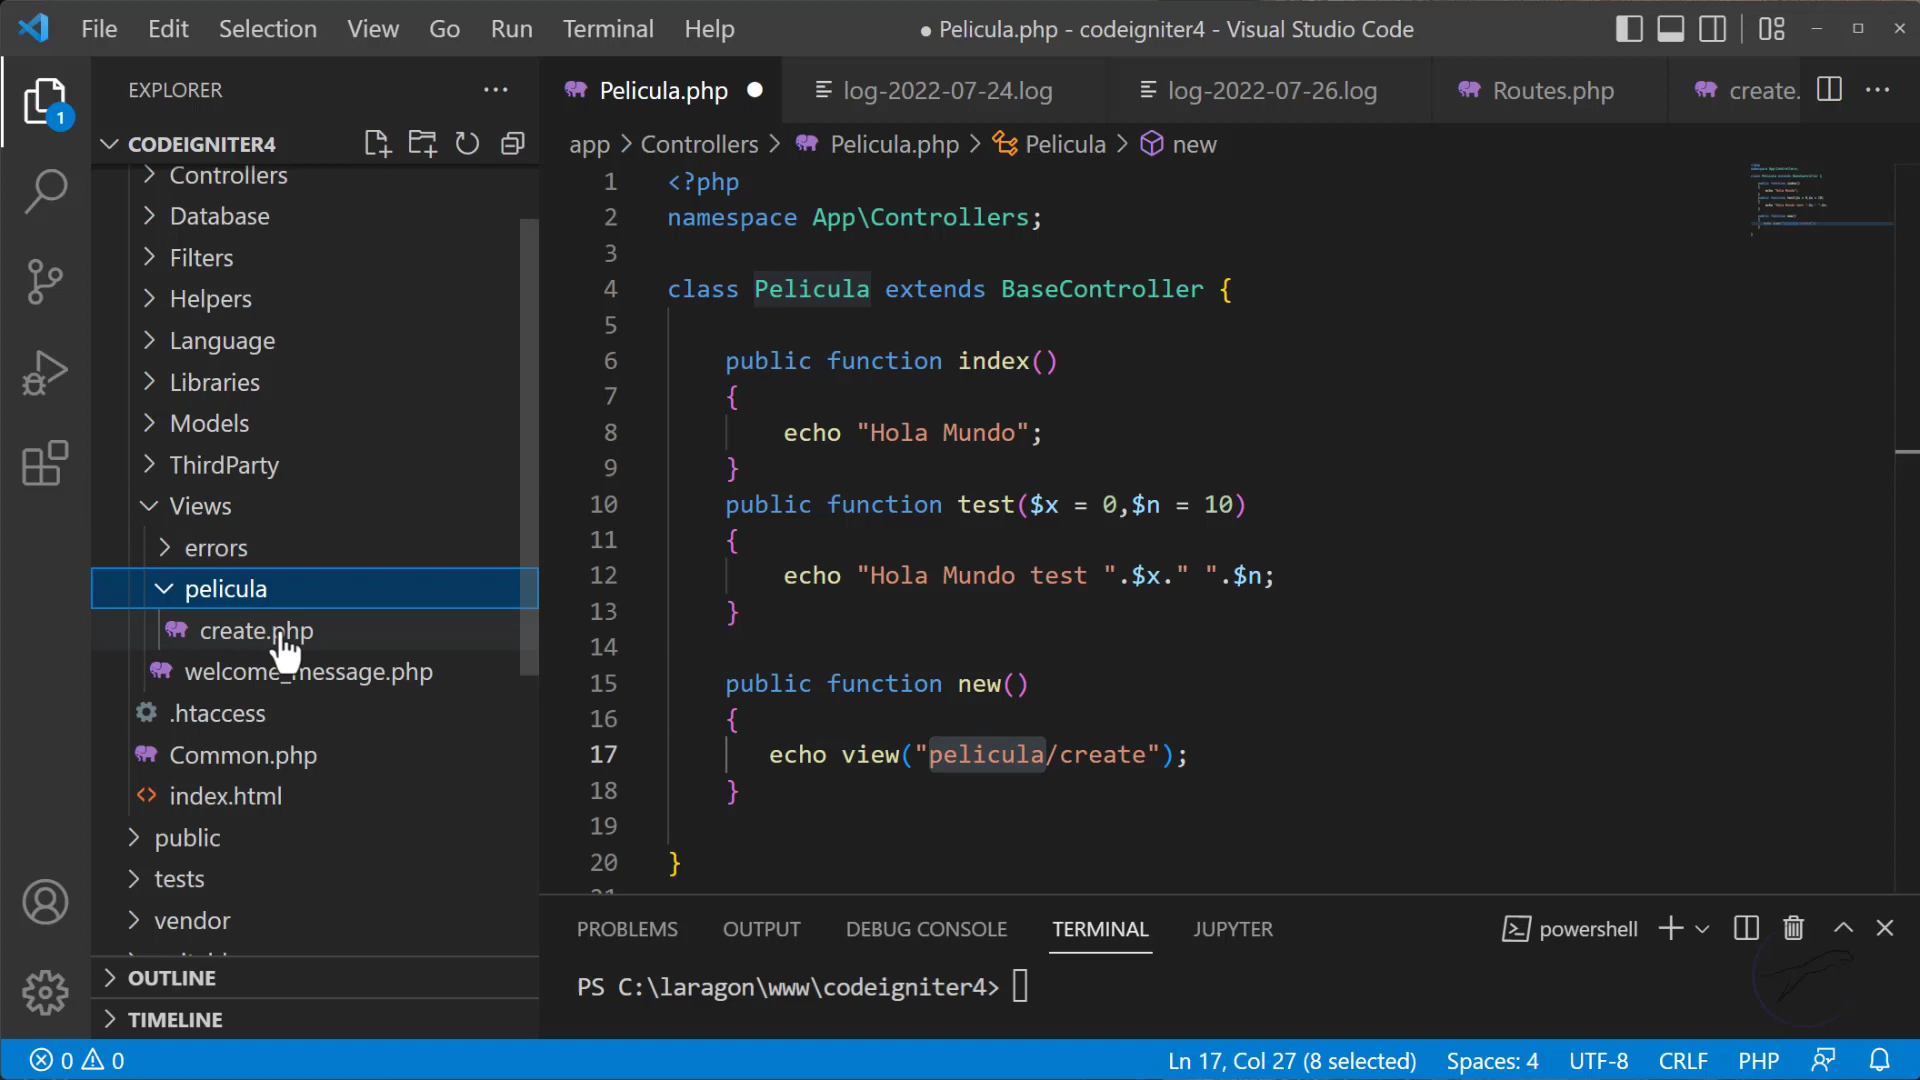 File Edit Selection View Go Run Terminal Help
● Pelicula.php - codeigniter4 - Visual Studio Code
EXPLORER
1
CODEIGNITER4
Controllers
Database
Filters
Helpers
Language
Libraries
Models
ThirdParty
Views
errors
pelicula
create.php
welcome_message.php
.htaccess
Common.php
index.html
public
tests
vendor
OUTLINE
TIMELINE
Pelicula.php log-2022-07-24.log log-2022-07-26.log Routes.php create.
app > Controllers > Pelicula.php > Pelicula > new
1 <?php
2 namespace App\Controllers;
3
4 class Pelicula extends BaseController {
5
6 public function index()
7 {
8 echo "Hola Mundo";
9 }
10 public function test($x = 0,$n = 10)
11 {
12 echo "Hola Mundo test ".$x." ".$n;
13 }
14
15 public function new()
16 {
17 echo view("pelicula/create");
18 }
19
20 }
PROBLEMS OUTPUT DEBUG CONSOLE TERMINAL JUPYTER
powershell
PS C:\laragon\www\codeigniter4>
0 0
Ln 17, Col 27 (8 selected) Spaces: 4 UTF-8 CRLF PHP